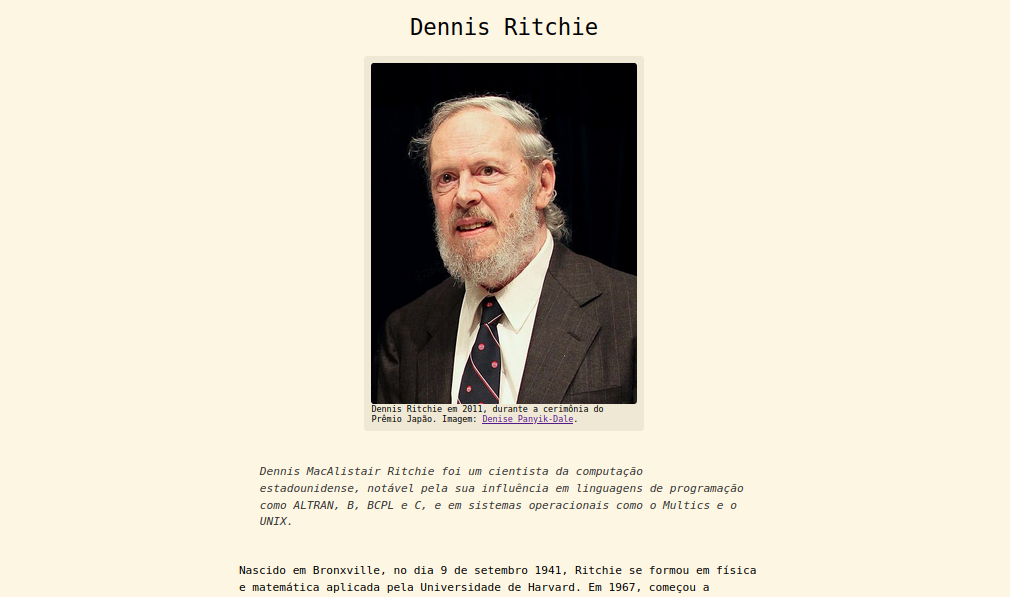 Dennis Ritchie
Dennis Ritchie em 2011, durante a cerimônia do
Prêmio Japão. Imagem: Denise Panyik-Dale.
Dennis MacAlistair Ritchie foi um cientista da computação
estadounidense, notável pela sua influência em linguagens de programação
como ALTRAN, B, BCPL e C, e em sistemas operacionais como o Multics e o
UNIX.
Nascido em Bronxville, no dia 9 de setembro 1941, Ritchie se formou em física
e matemática aplicada pela Universidade de Harvard. Em 1967, começou a